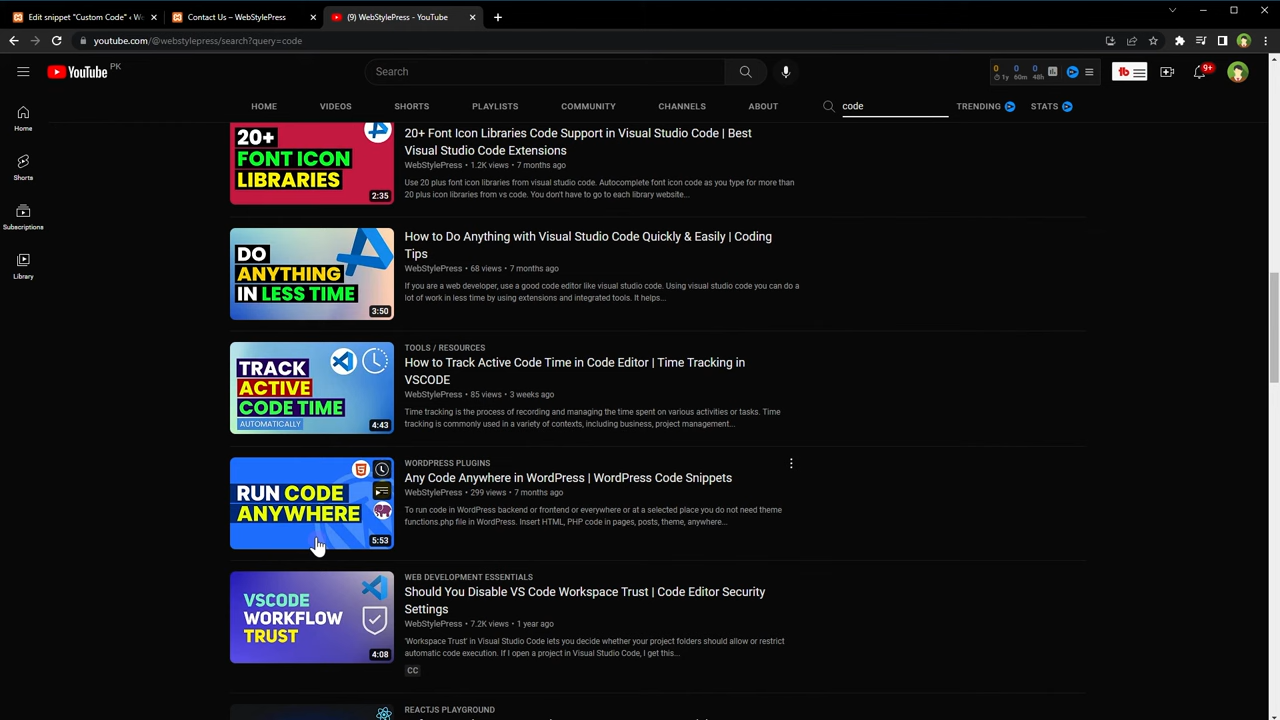 Edit snippet "Custom Code" ‹ We
Contact Us – WebStylePress
(9) WebStylePress - YouTube
youtube.com/@webstylepress/search?query=code
YouTube PK
Search
0 0 0
1y 60m 48h
tb
9+
HOME VIDEOS SHORTS PLAYLISTS COMMUNITY CHANNELS ABOUT code TRENDING STATS
Home
Shorts
Subscriptions
Library
20+
FONT ICON
LIBRARIES
2:35
20+ Font Icon Libraries Code Support in Visual Studio Code | Best
Visual Studio Code Extensions
WebStylePress • 1.2K views • 7 months ago
Use 20 plus font icon libraries from visual studio code. Autocomplete font icon code as you type for more than
20 plus icon libraries from vs code. You don't have to go to each library website...
DO
ANYTHING
IN LESS TIME
3:50
How to Do Anything with Visual Studio Code Quickly & Easily | Coding
Tips
WebStylePress • 68 views • 7 months ago
If you are a web developer, use a good code editor like visual studio code. Using visual studio code you can do a
lot of work in less time by using extensions and integrated tools. It helps...
TRACK
ACTIVE
CODE TIME
AUTOMATICALLY
4:43
TOOLS / RESOURCES
How to Track Active Code Time in Code Editor | Time Tracking in
VSCODE
WebStylePress • 85 views • 3 weeks ago
Time tracking is the process of recording and managing the time spent on various activities or tasks. Time
tracking is commonly used in a variety of contexts, including business, project management...
RUN CODE
ANYWHERE
5:53
WORDPRESS PLUGINS
Any Code Anywhere in WordPress | WordPress Code Snippets
WebStylePress • 299 views • 7 months ago
To run code in WordPress backend or frontend or everywhere or at a selected place you do not need theme
functions.php file in WordPress. Insert HTML, PHP code in pages, posts, theme, anywhere...
VSCODE
WORKFLOW
TRUST
4:08
WEB DEVELOPMENT ESSENTIALS
Should You Disable VS Code Workspace Trust | Code Editor Security
Settings
WebStylePress • 7.2K views • 1 year ago
'Workspace Trust' in Visual Studio Code lets you decide whether your project folders should allow or restrict
automatic code execution. If I open a project in Visual Studio Code, I get this...
CC
REACTJS PLAYGROUND